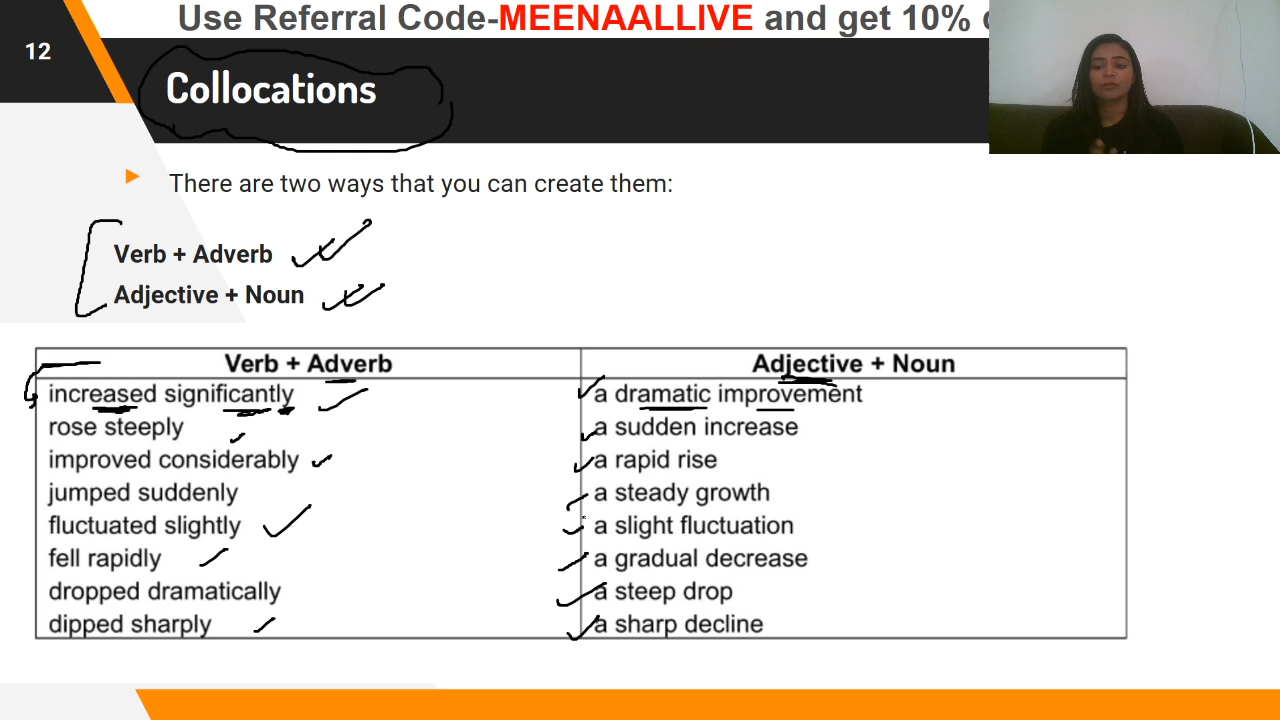 Use Referral Code-MEENAALLIVE and get 10%
12
Collocations
There are two ways that you can create them:
Verb + Adverb
Adjective + Noun
Verb + Adverb
Adjective + Noun
increased significantly
a dramatic improvement
rose steeply
a sudden increase
improved considerably
a rapid rise
jumped suddenly
a steady growth
fluctuated slightly
a slight fluctuation
fell rapidly
a gradual decrease
dropped dramatically
a steep drop
dipped sharply
a sharp decline